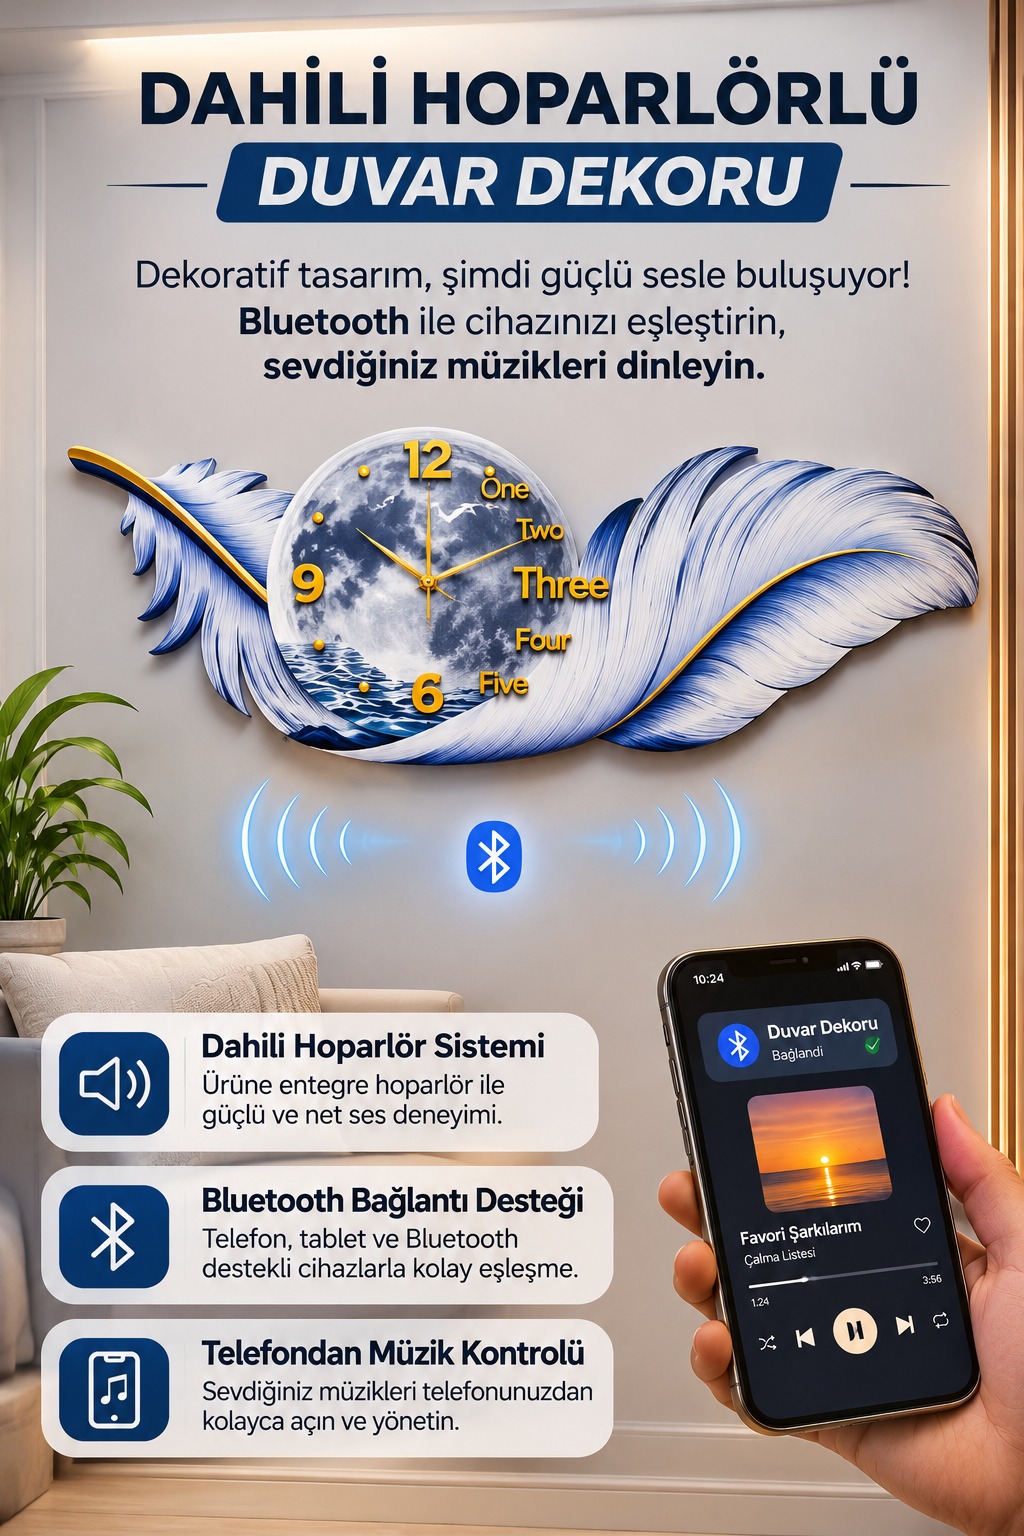 DAHİLİ HOPARLÖRLÜ
DUVAR DEKORU
Dekoratif tasarım, şimdi güçlü sesle buluşuyor!
Bluetooth ile cihazınızı eşleştirin,
sevdiğiniz müzikleri dinleyin.
12
One
Two
Three
Four
Five
6
9
Dahili Hoparlör Sistemi
Ürüne entegre hoparlör ile
güçlü ve net ses deneyimi.
Bluetooth Bağlantı Desteği
Telefon, tablet ve Bluetooth
destekli cihazlarla kolay eşleşme.
Telefondan Müzik Kontrolü
Sevdiğiniz müzikleri telefonunuzdan
kolayca açın ve yönetin.
10:24
Duvar Dekoru
Bağlandi
Favori Şarkılarım
Çalma Listesi
1.24
3:56